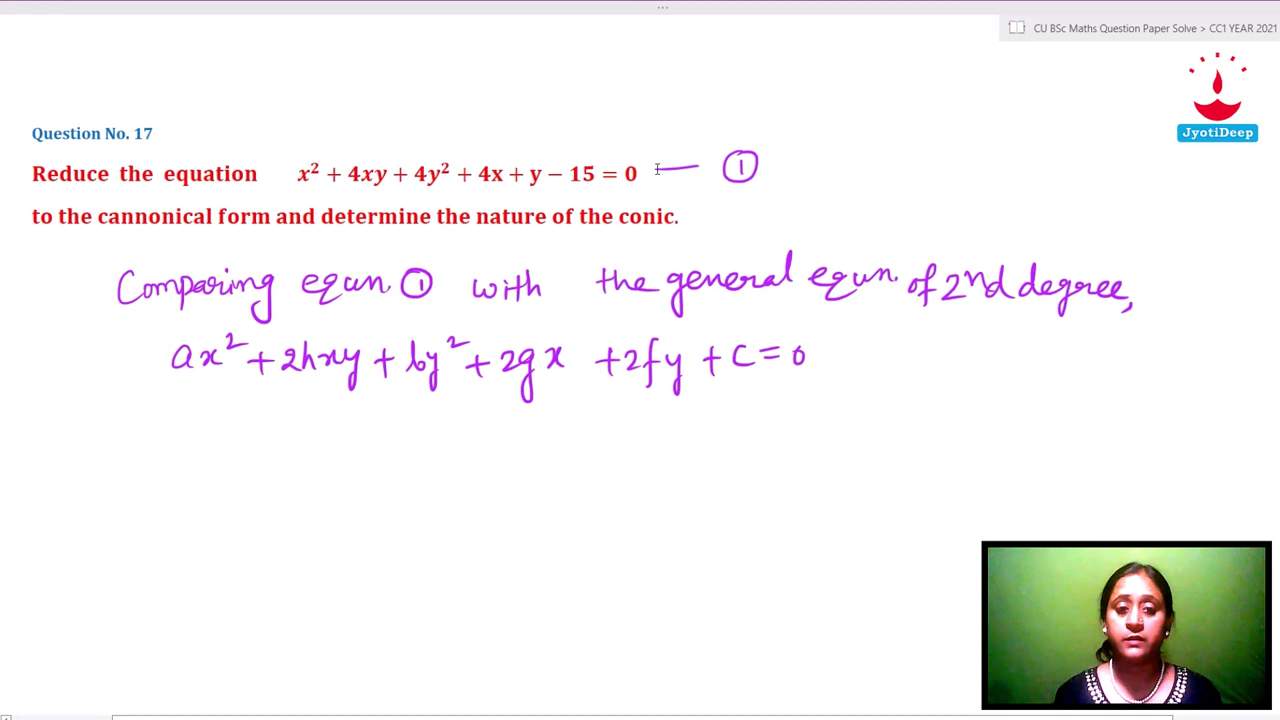 CU BSc Maths Question Paper Solve > CC1 YEAR 2021
JyotiDeep
Question No. 17
Reduce the equation x² + 4xy + 4y² + 4x + y − 15 = 0 — ①
to the cannonical form and determine the nature of the conic.
Comparing equn. ① with the general equn. of 2nd degree,
ax² + 2hxy + by² + 2gx + 2fy + c = 0